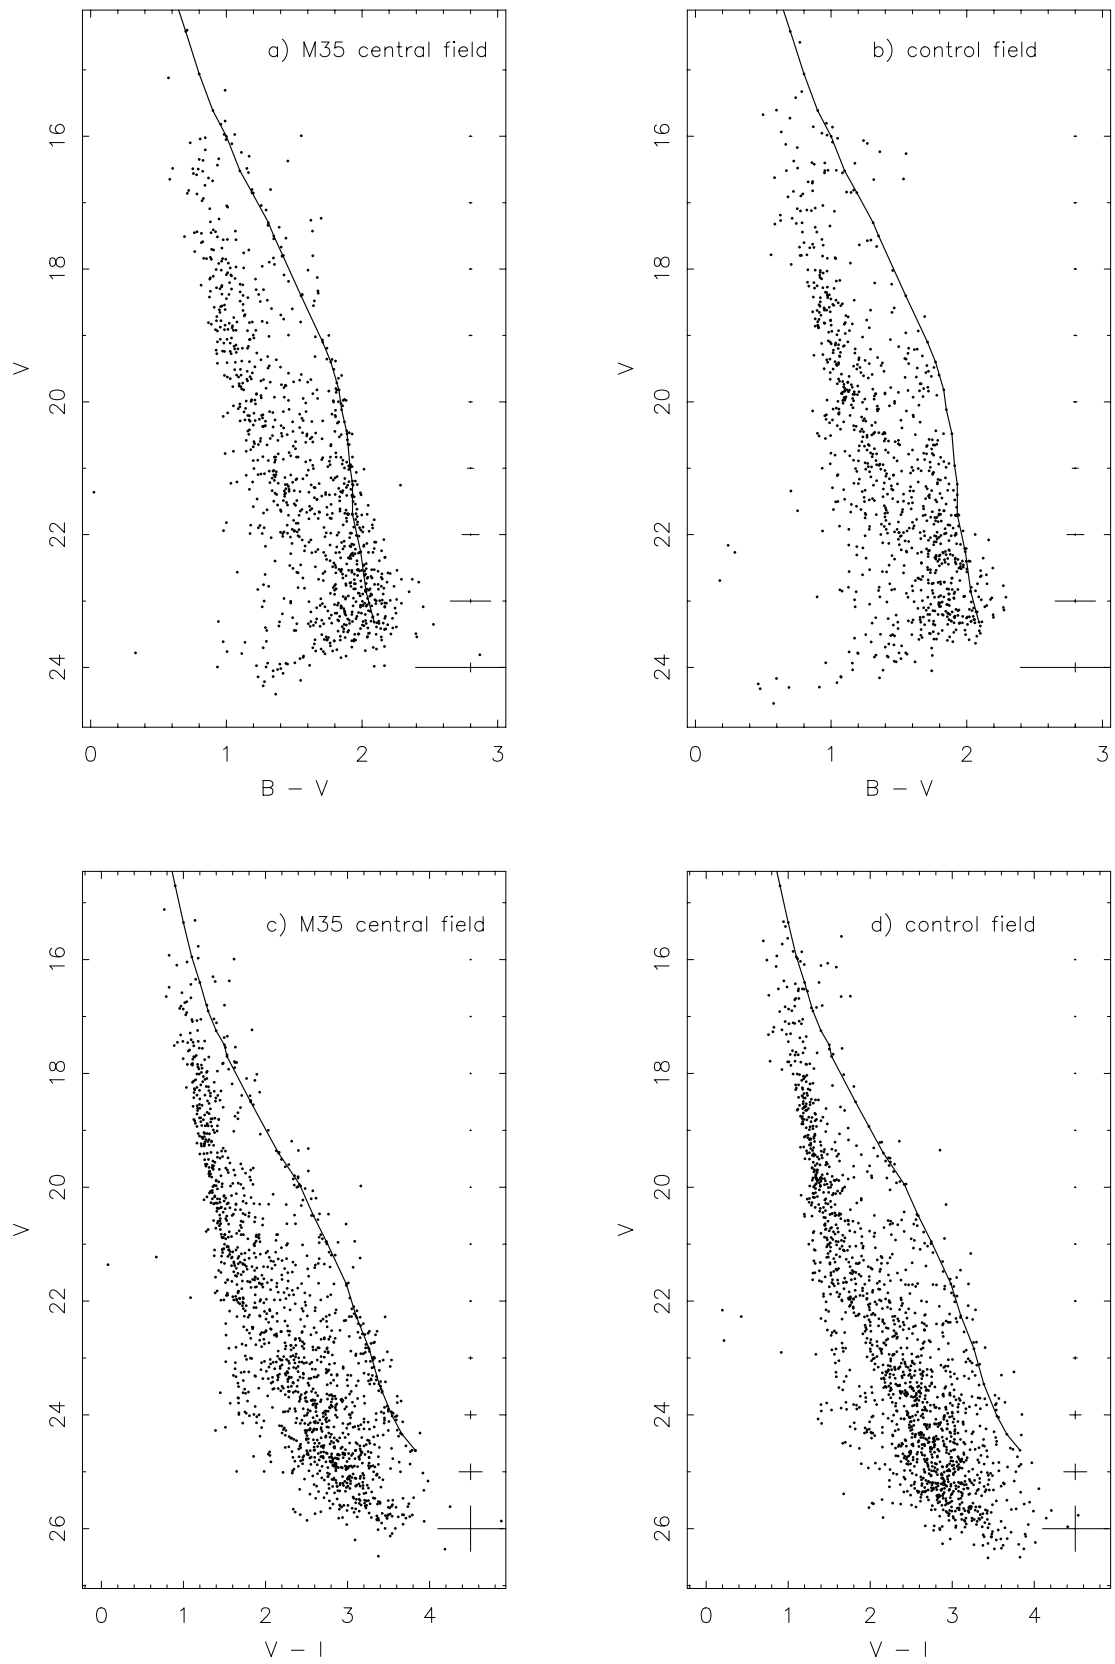 a) M35 central field
b) control field
16
18
20
22
24
V
0 1 2 3
B – V
16
18
20
22
24
V
0 1 2 3
B – V
c) M35 central field
d) control field
16
18
20
22
24
26
V
0 1 2 3 4
V – I
16
18
20
22
24
26
V
0 1 2 3 4
V – I